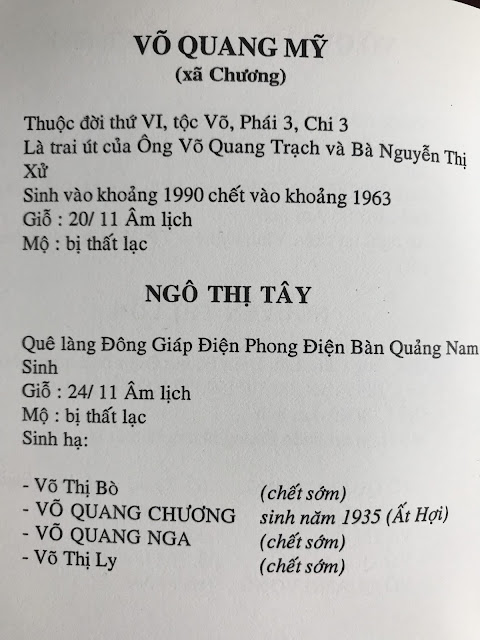 VÕ QUANG MỸ
(xã Chương)
Thuộc đời thứ VI, tộc Võ, Phái 3, Chi 3
Là trai út của Ông Võ Quang Trạch và Bà Nguyễn Thị
Xử
Sinh vào khoảng 1990 chết vào khoảng 1963
Giỗ : 20/ 11 Âm lịch
Mộ : bị thất lạc
NGÔ THỊ TÂY
Quê làng Đông Giáp Điện Phong Điện Bàn Quảng Nam
Sinh
Giỗ : 24/ 11 Âm lịch
Mộ : bị thất lạc
Sinh hạ:
- Võ Thị Bò (chết sớm)
- VÕ QUANG CHƯƠNG sinh năm 1935 (Ất Hợi)
- VÕ QUANG NGA (chết sớm)
- Võ Thị Ly (chết sớm)